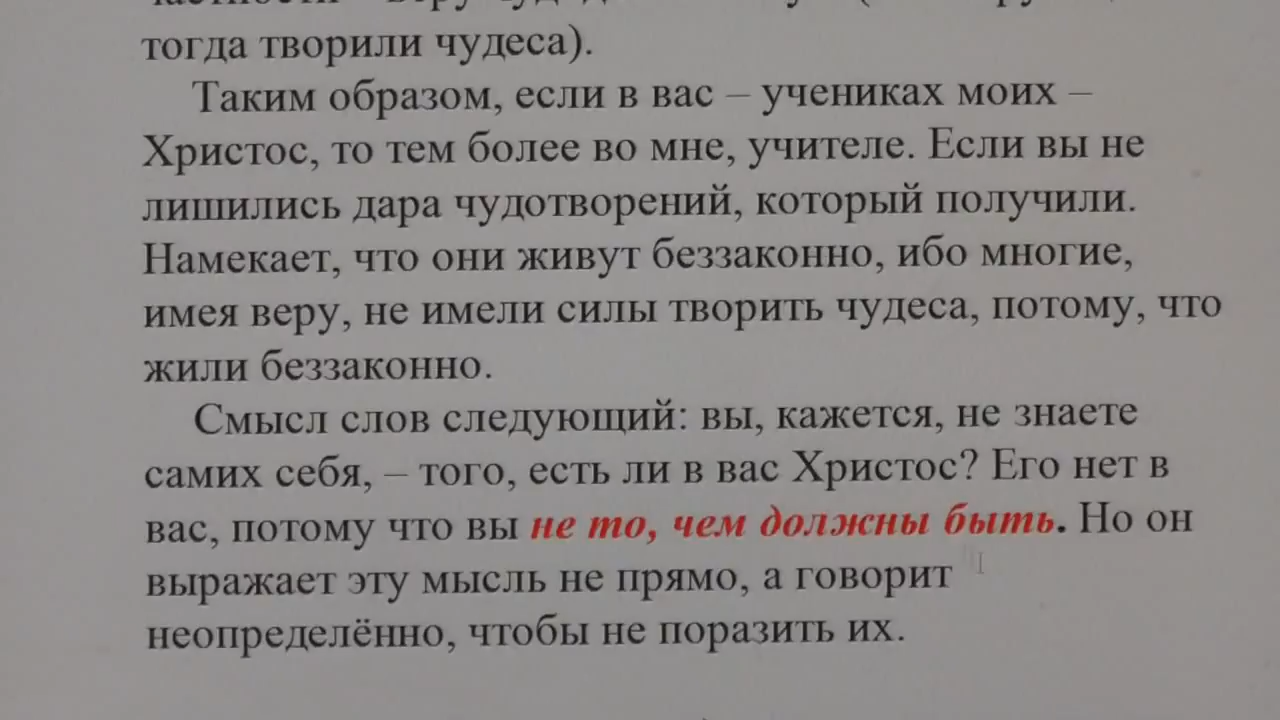 тогда творили чудеса).
Таким образом, если в вас – учениках моих –
Христос, то тем более во мне, учителе. Если вы не
лишились дара чудотворений, который получили.
Намекает, что они живут беззаконно, ибо многие,
имея веру, не имели силы творить чудеса, потому, что
жили беззаконно.
Смысл слов следующий: вы, кажется, не знаете
самих себя, – того, есть ли в вас Христос? Его нет в
вас, потому что вы не то, чем должны быть. Но он
выражает эту мысль не прямо, а говорит
неопределённо, чтобы не поразить их.